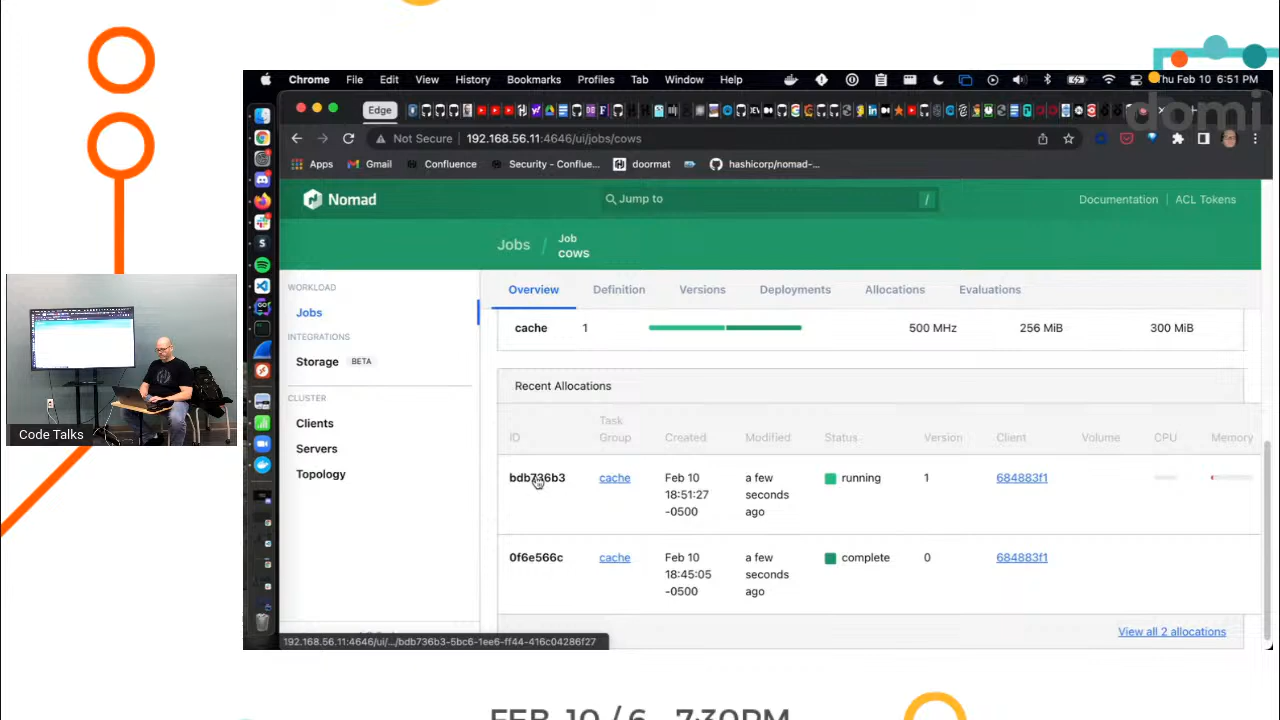 Chrome File Edit View History Bookmarks Profiles Tab Window Help Thu Feb 10 6:51 PM
Edge
domi
Not Secure 192.168.56.11:4646/ui/jobs/cows
Apps Gmail Confluence Security - Conflue... doormat hashicorp/nomad-...
Nomad Jump to / Documentation ACL Tokens
Jobs / Job
cows
WORKLOAD
Jobs
INTEGRATIONS
Storage BETA
CLUSTER
Clients
Servers
Topology
Overview Definition Versions Deployments Allocations Evaluations
cache 1 500 MHz 256 MiB 300 MiB
Recent Allocations
ID Task Group Created Modified Status Version Client Volume CPU Memory
bdb736b3 cache Feb 10 18:51:27 -0500 a few seconds ago running 1 684883f1
0f6e566c cache Feb 10 18:45:05 -0500 a few seconds ago complete 0 684883f1
View all 2 allocations
192.168.56.11:4646/ui/.../bdb736b3-5bc6-1ee6-ff44-416c04286f27
Code Talks
FEB. 10 / 6 - 7:30PM